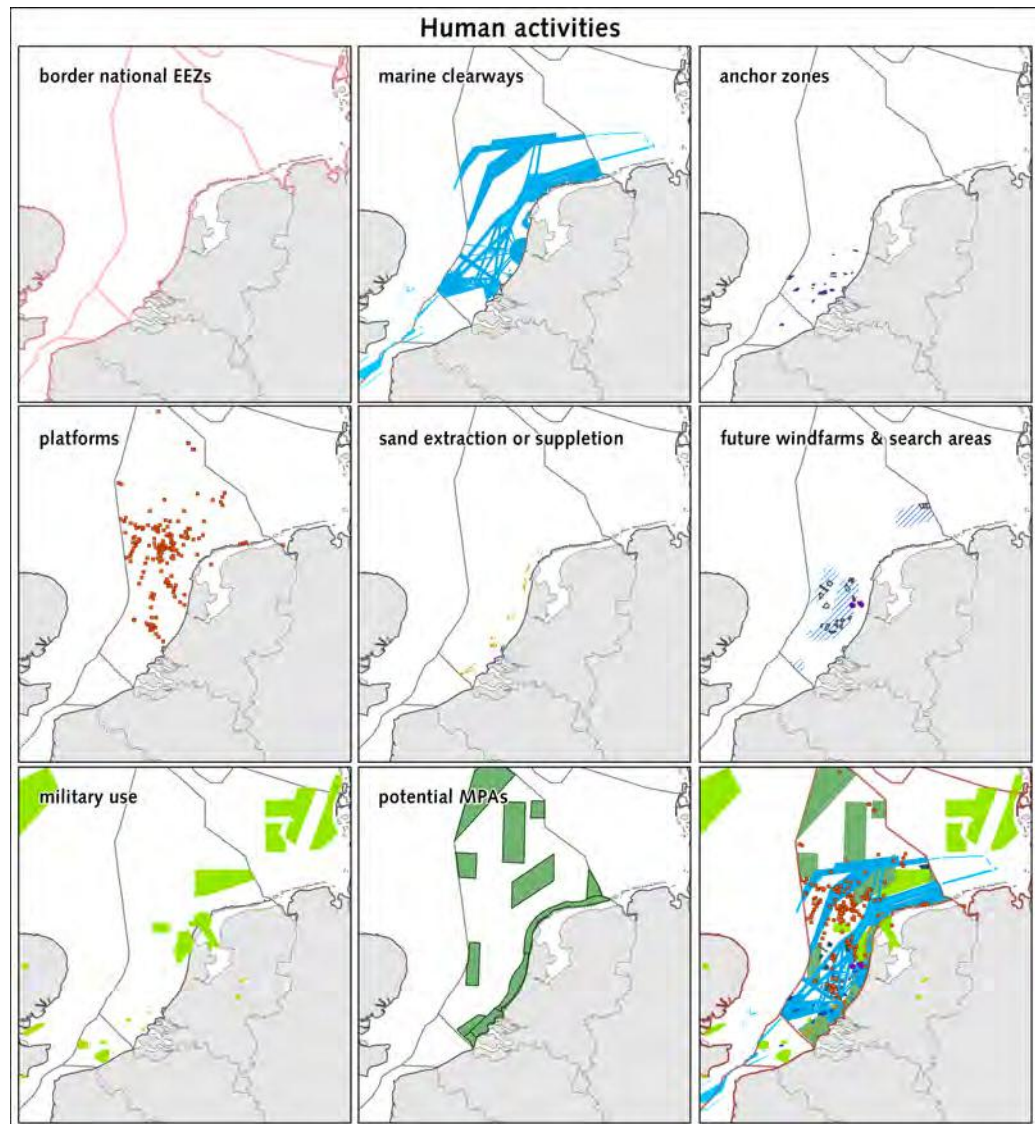 Human activities
border national EEZs
marine clearways
anchor zones
platforms
sand extraction or suppletion
future windfarms & search areas
military use
potential MPAs